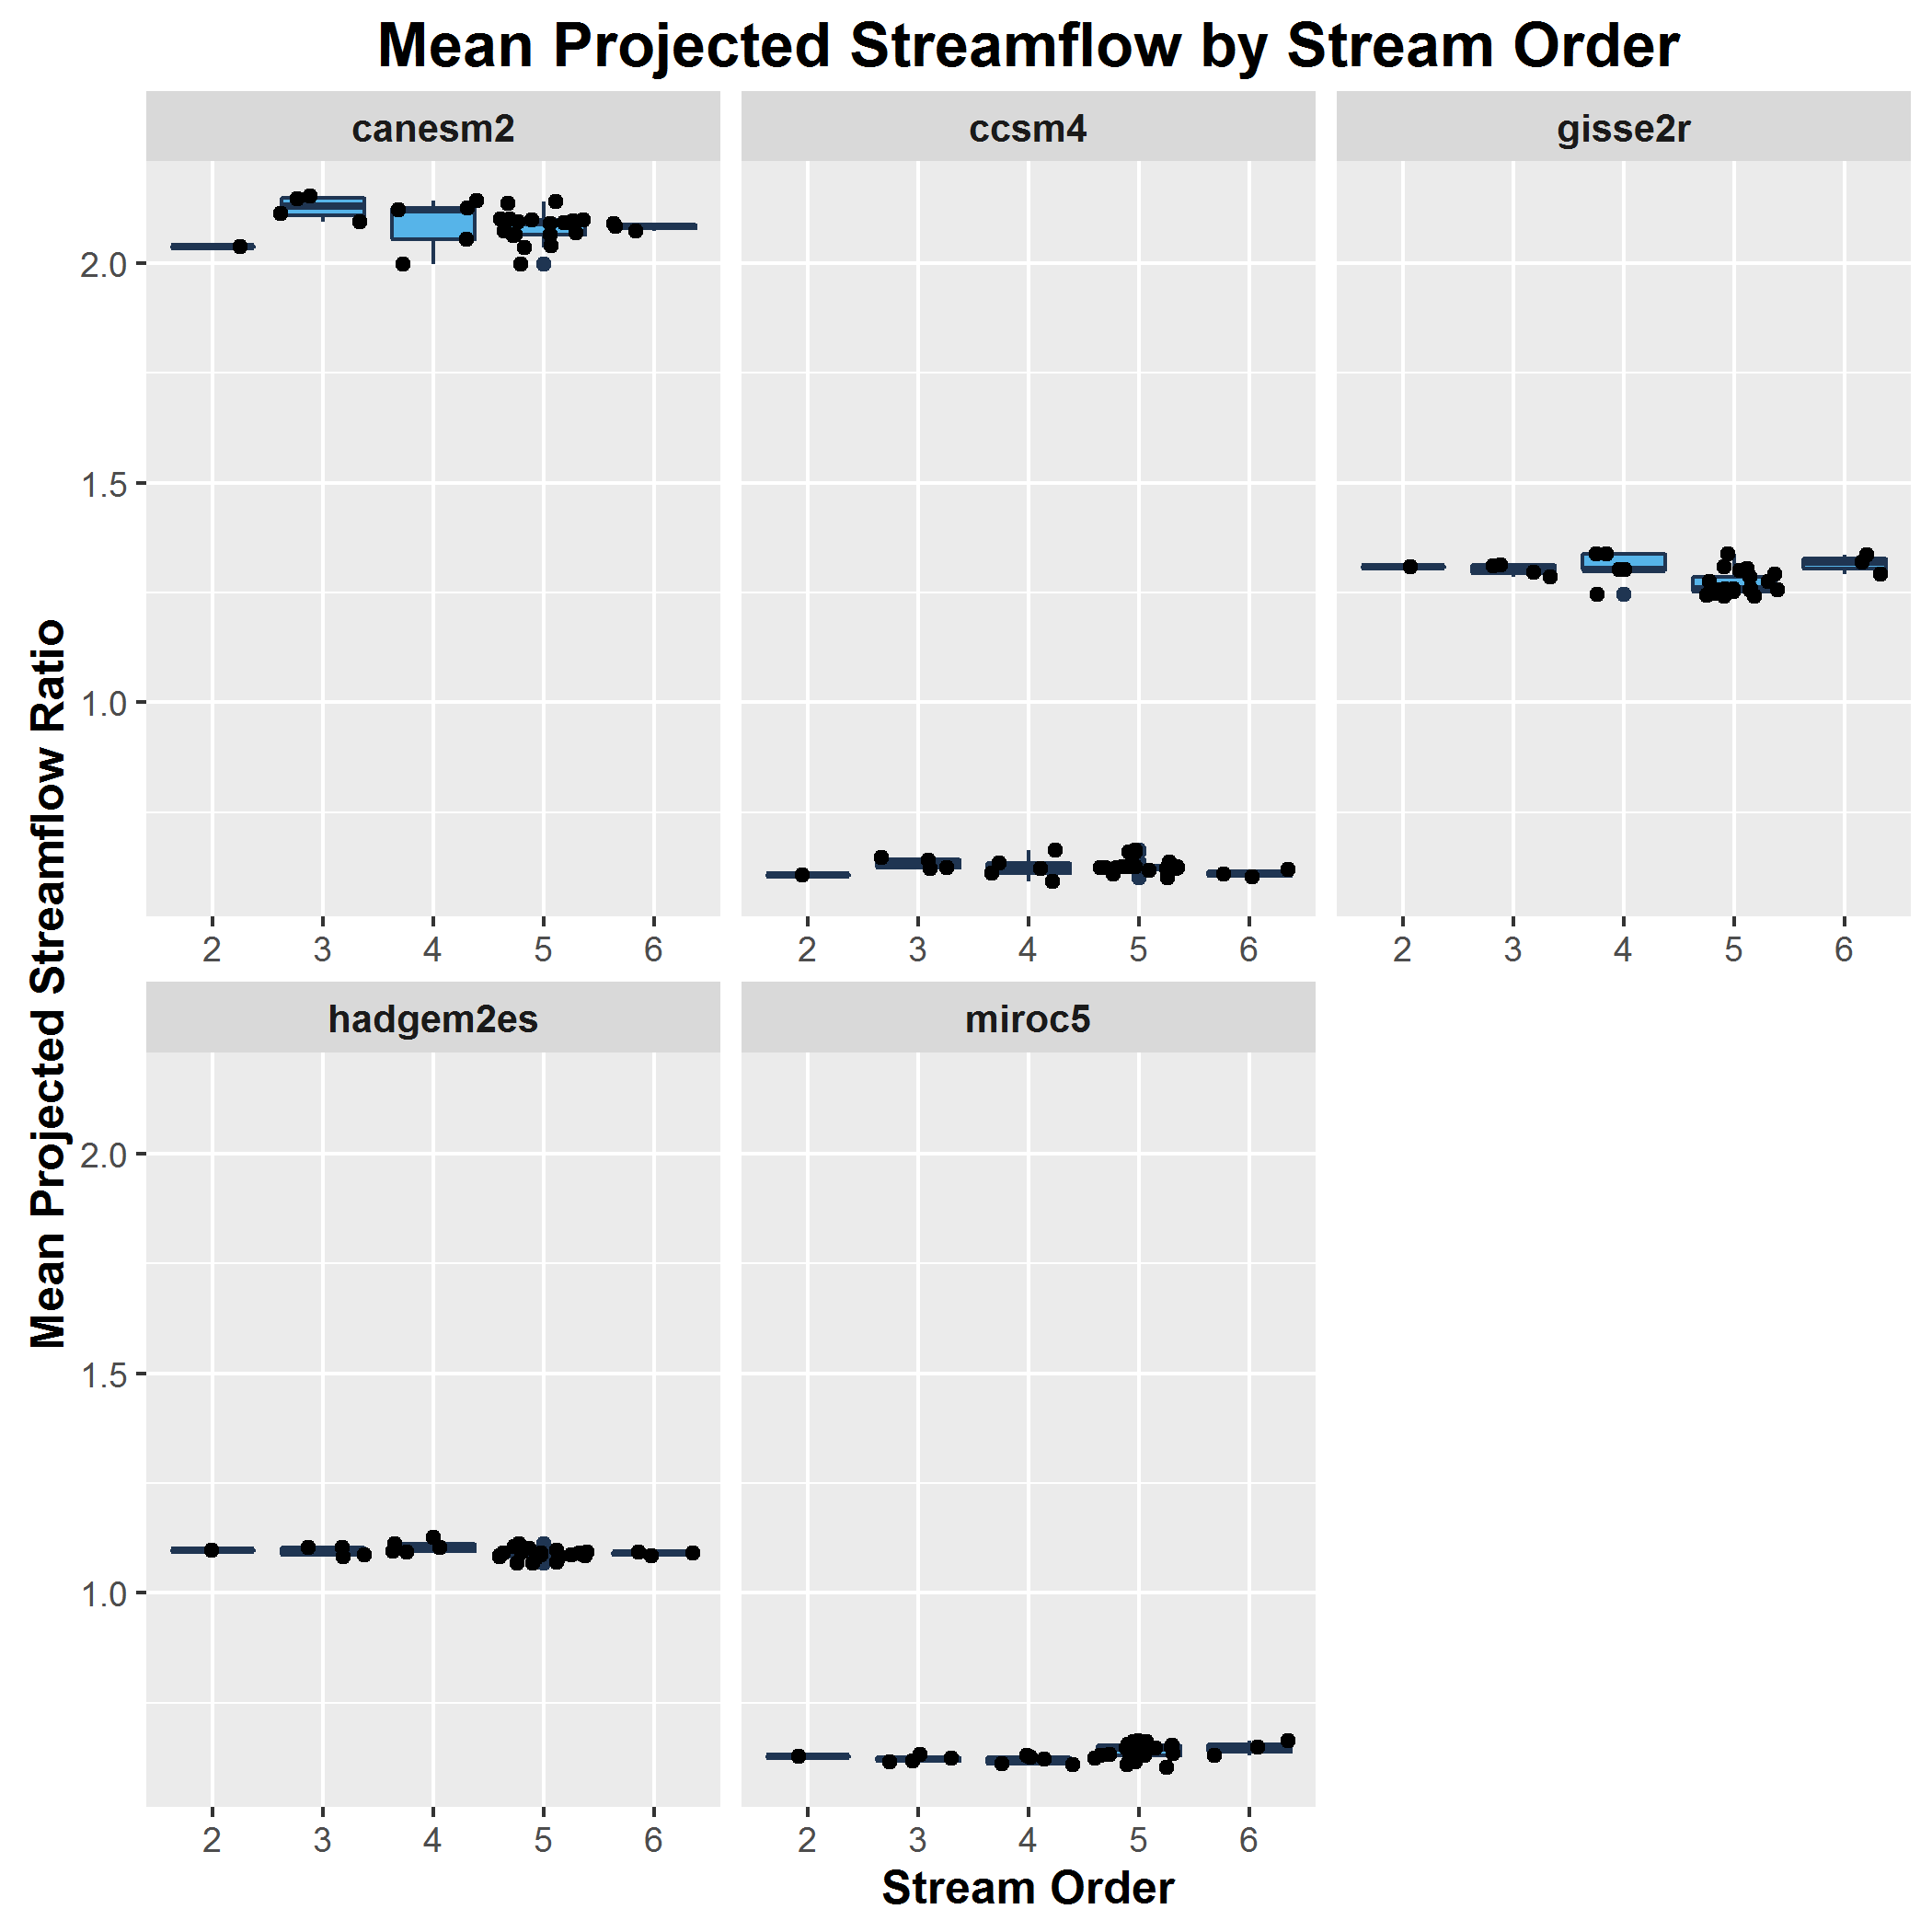 Mean Projected Streamflow by Stream Order
canesm2 ccsm4 gisse2r
2.0
1.5
1.0
2 3 4 5 6 2 3 4 5 6 2 3 4 5 6
Mean Projected Streamflow Ratio
hadgem2es miroc5
2.0
1.5
1.0
2 3 4 5 6 2 3 4 5 6
Stream Order